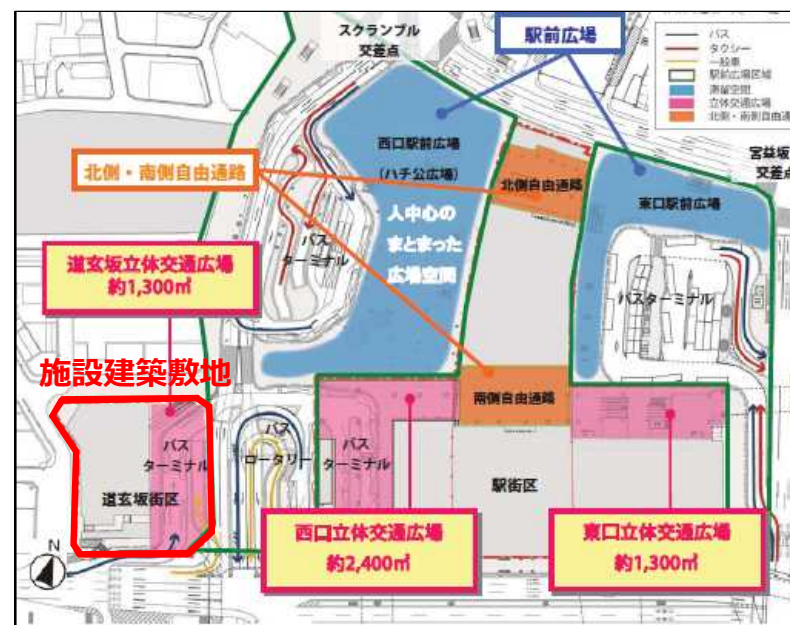 スクランブル
交差点
駅前広場
バス
タクシー
一般車
駅前広場区域
滞留空間
立体交通広場
北側・南側自由通
宮益坂
交差点
西口駅前広場
(ハチ公広場)
北側自由通路
東口駅前広場
北側・南側自由通路
人中心の
まとまった
広場空間
バス
ターミナル
バスターミナル
道玄坂立体交通広場
約1,300㎡
施設建築敷地
南側自由通路
バス
ターミナル
バス
ロータリー
バス
ターミナル
道玄坂街区
駅街区
西口立体交通広場
約2,400㎡
東口立体交通広場
約1,300㎡
N